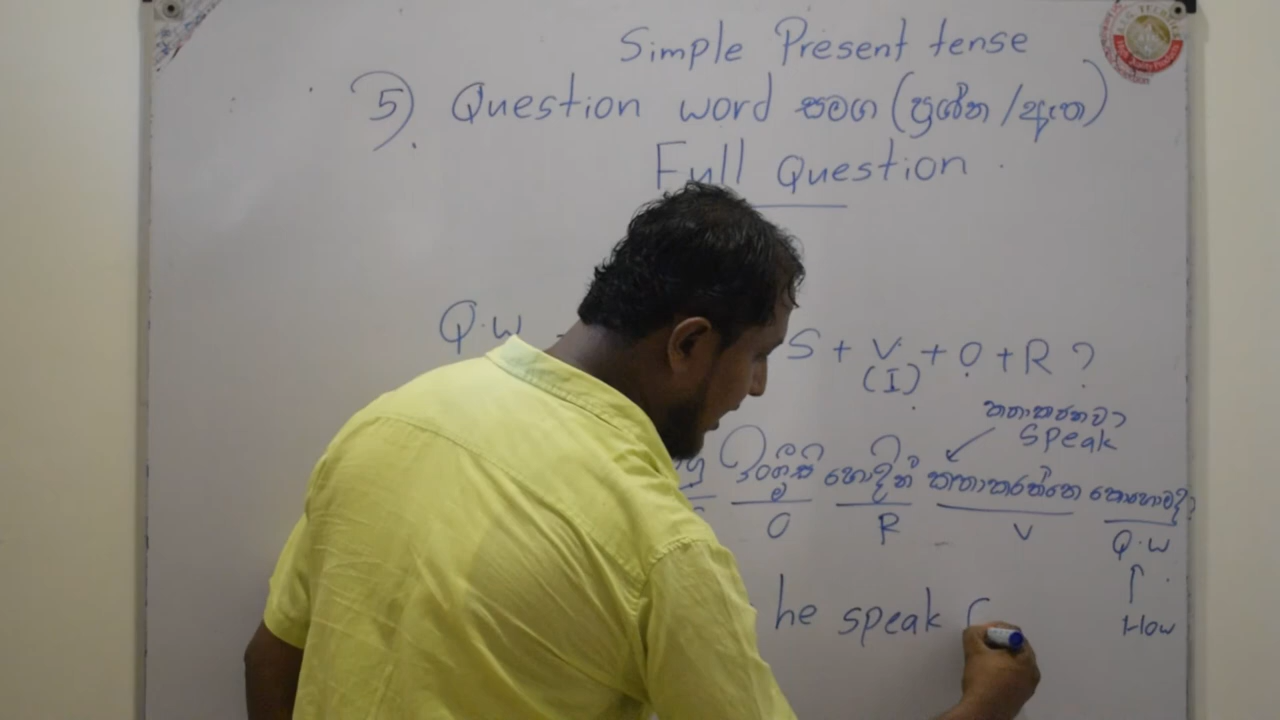 Simple Present tense
5) Question word සමග (ප්‍රශ්න / ඇත)
Full Question
Q.W S + V + O + R ?
(I)
කතාකරනවා
Speak
ඉංග්‍රීසි හොඳින් කතාකරන්නෙ කොහොමද?
O R V Q.W
he speak
How